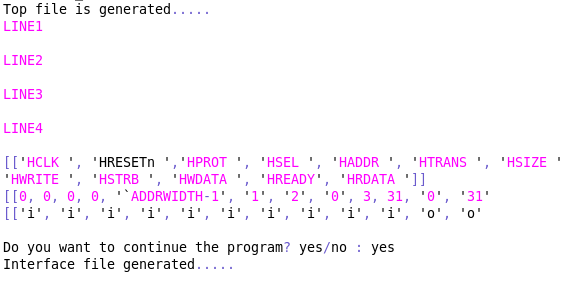 Top file is generated.....
LINE1
LINE2
LINE3
LINE4
[['HCLK ', 'HRESETn ','HPROT ', 'HSEL ', 'HADDR ', 'HTRANS ', 'HSIZE '
'HWRITE ', 'HSTRB ', 'HWDATA ', 'HREADY', 'HRDATA ']]
[[0, 0, 0, 0, '`ADDRWIDTH-1', '1', '2', '0', 3, 31, '0', '31'
[['i', 'i', 'i', 'i', 'i', 'i', 'i', 'i', 'i', 'i', 'o', 'o'
Do you want to continue the program? yes/no : yes
Interface file generated.....